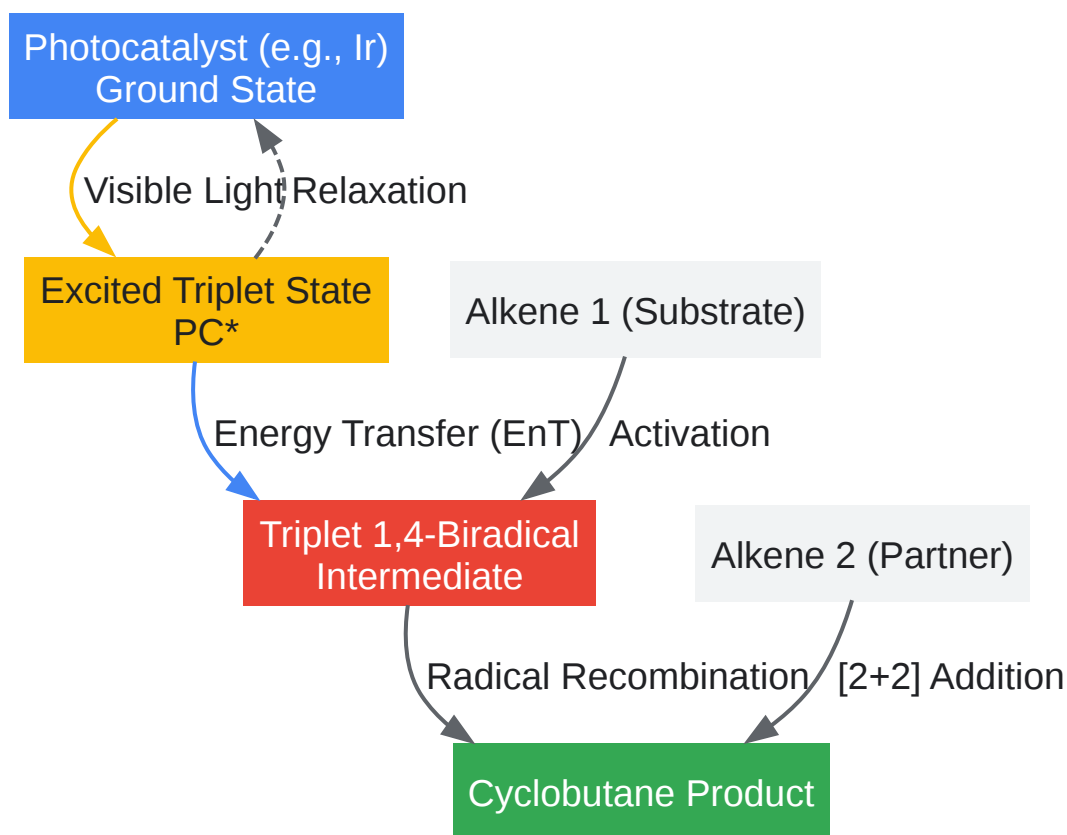 Photocatalyst (e.g., Ir)
Ground State
Visible Light
Relaxation
Excited Triplet State
PC*
Alkene 1 (Substrate)
Energy Transfer (EnT)
Activation
Triplet 1,4-Biradical
Intermediate
Alkene 2 (Partner)
Radical Recombination
[2+2] Addition
Cyclobutane Product